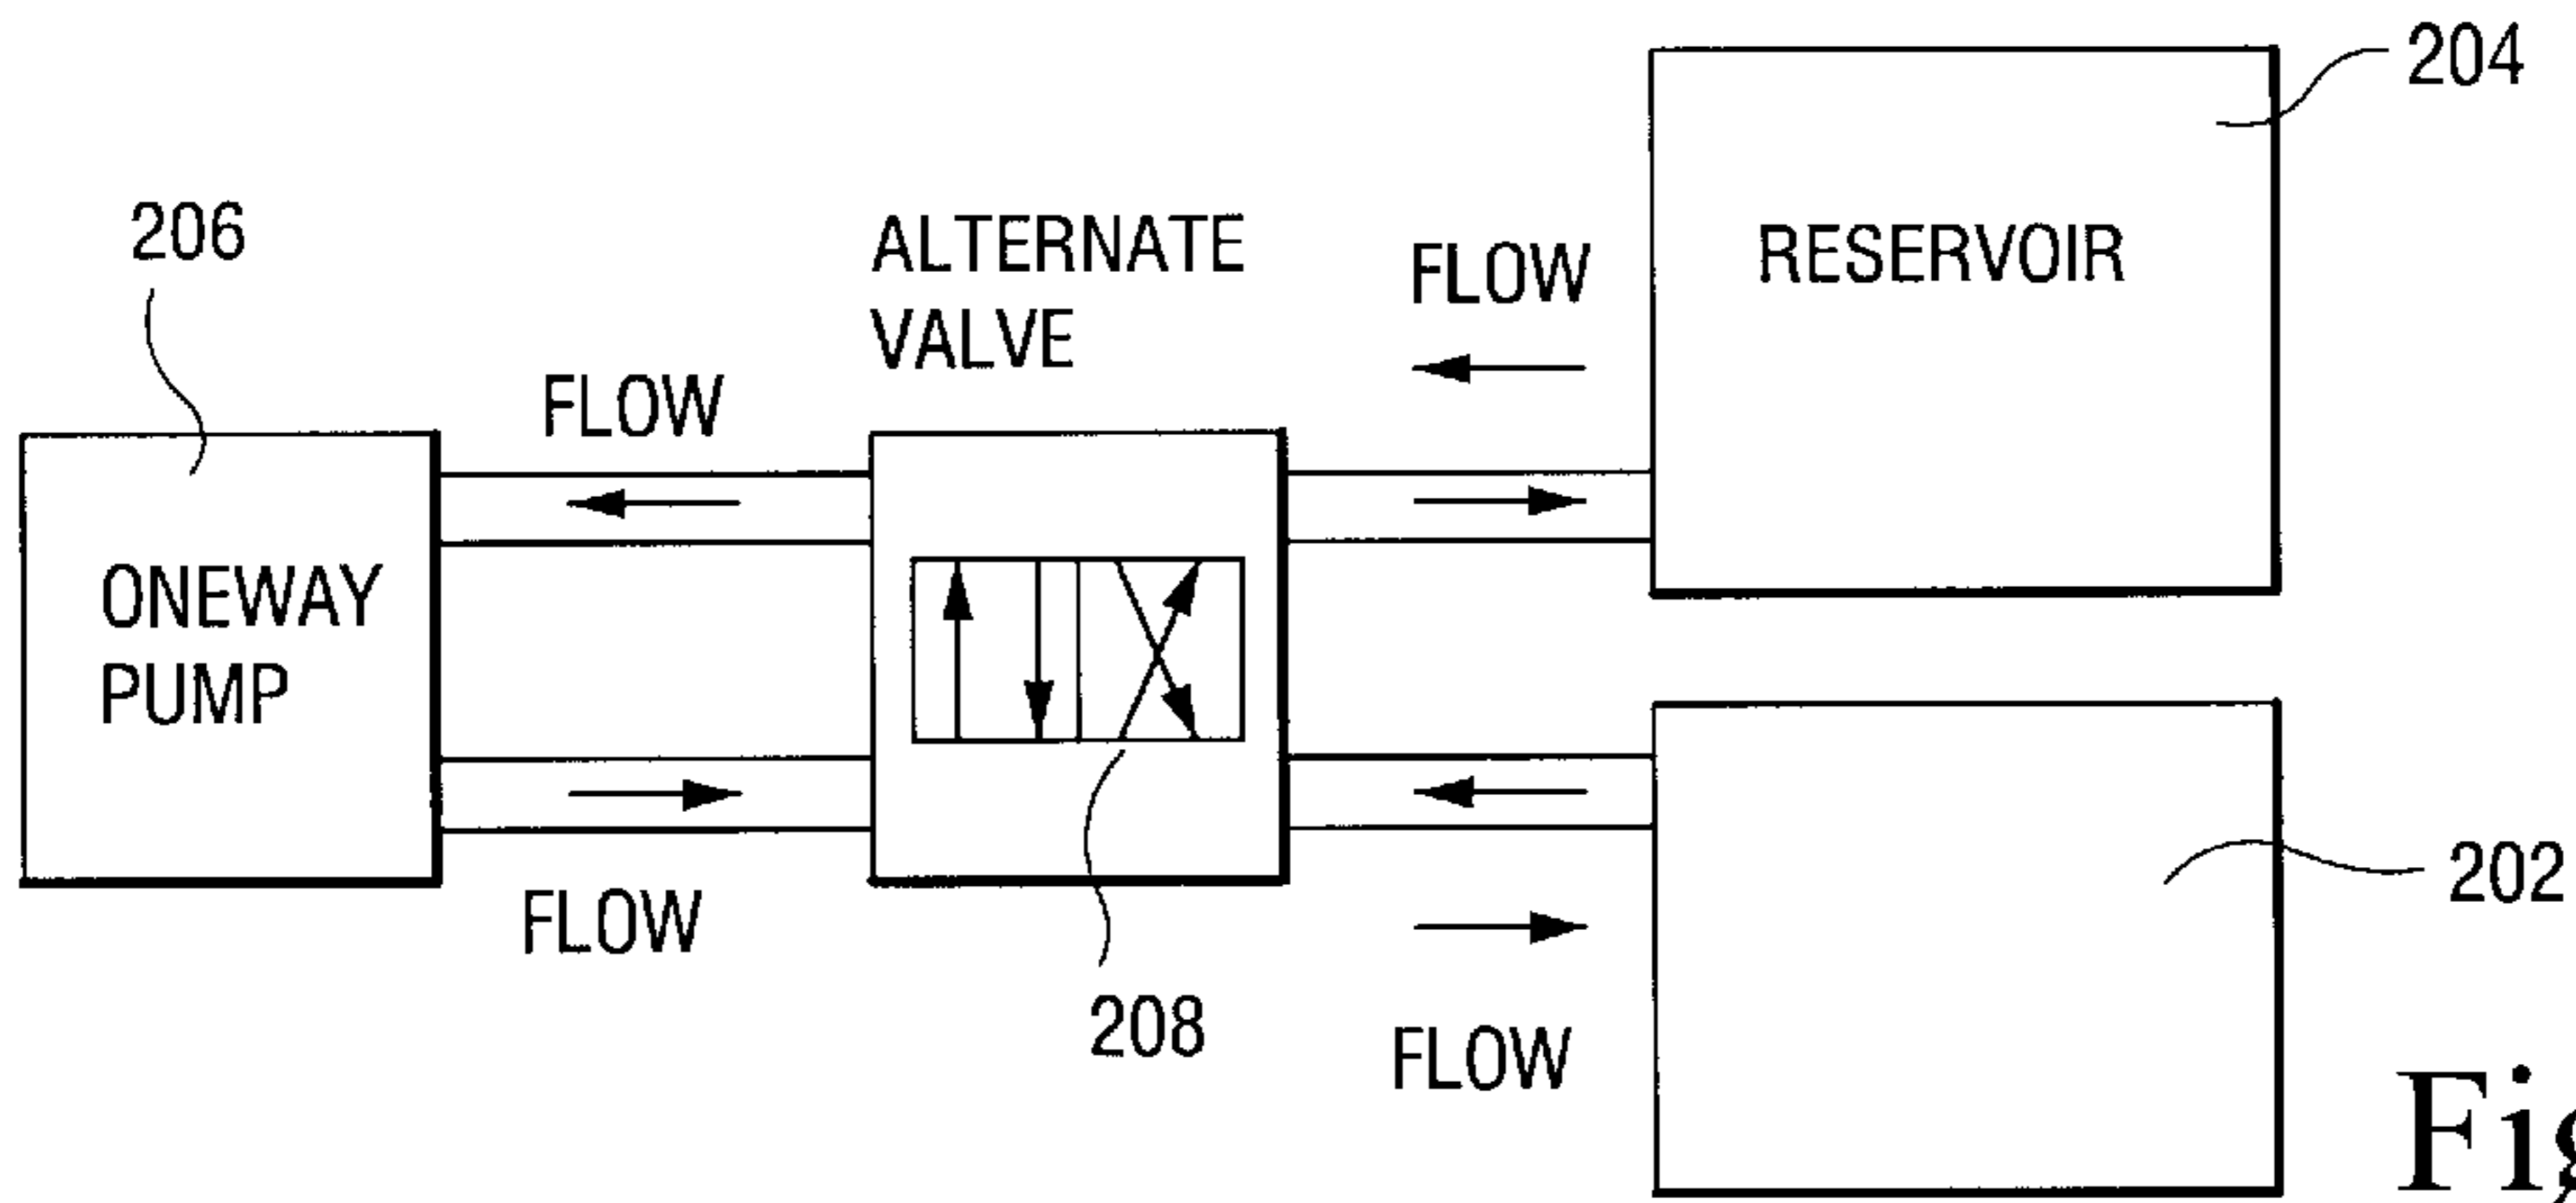 204
206
ALTERNATE
VALVE
FLOW
RESERVOIR
FLOW
ONEWAY
PUMP
202
FLOW
208
FLOW